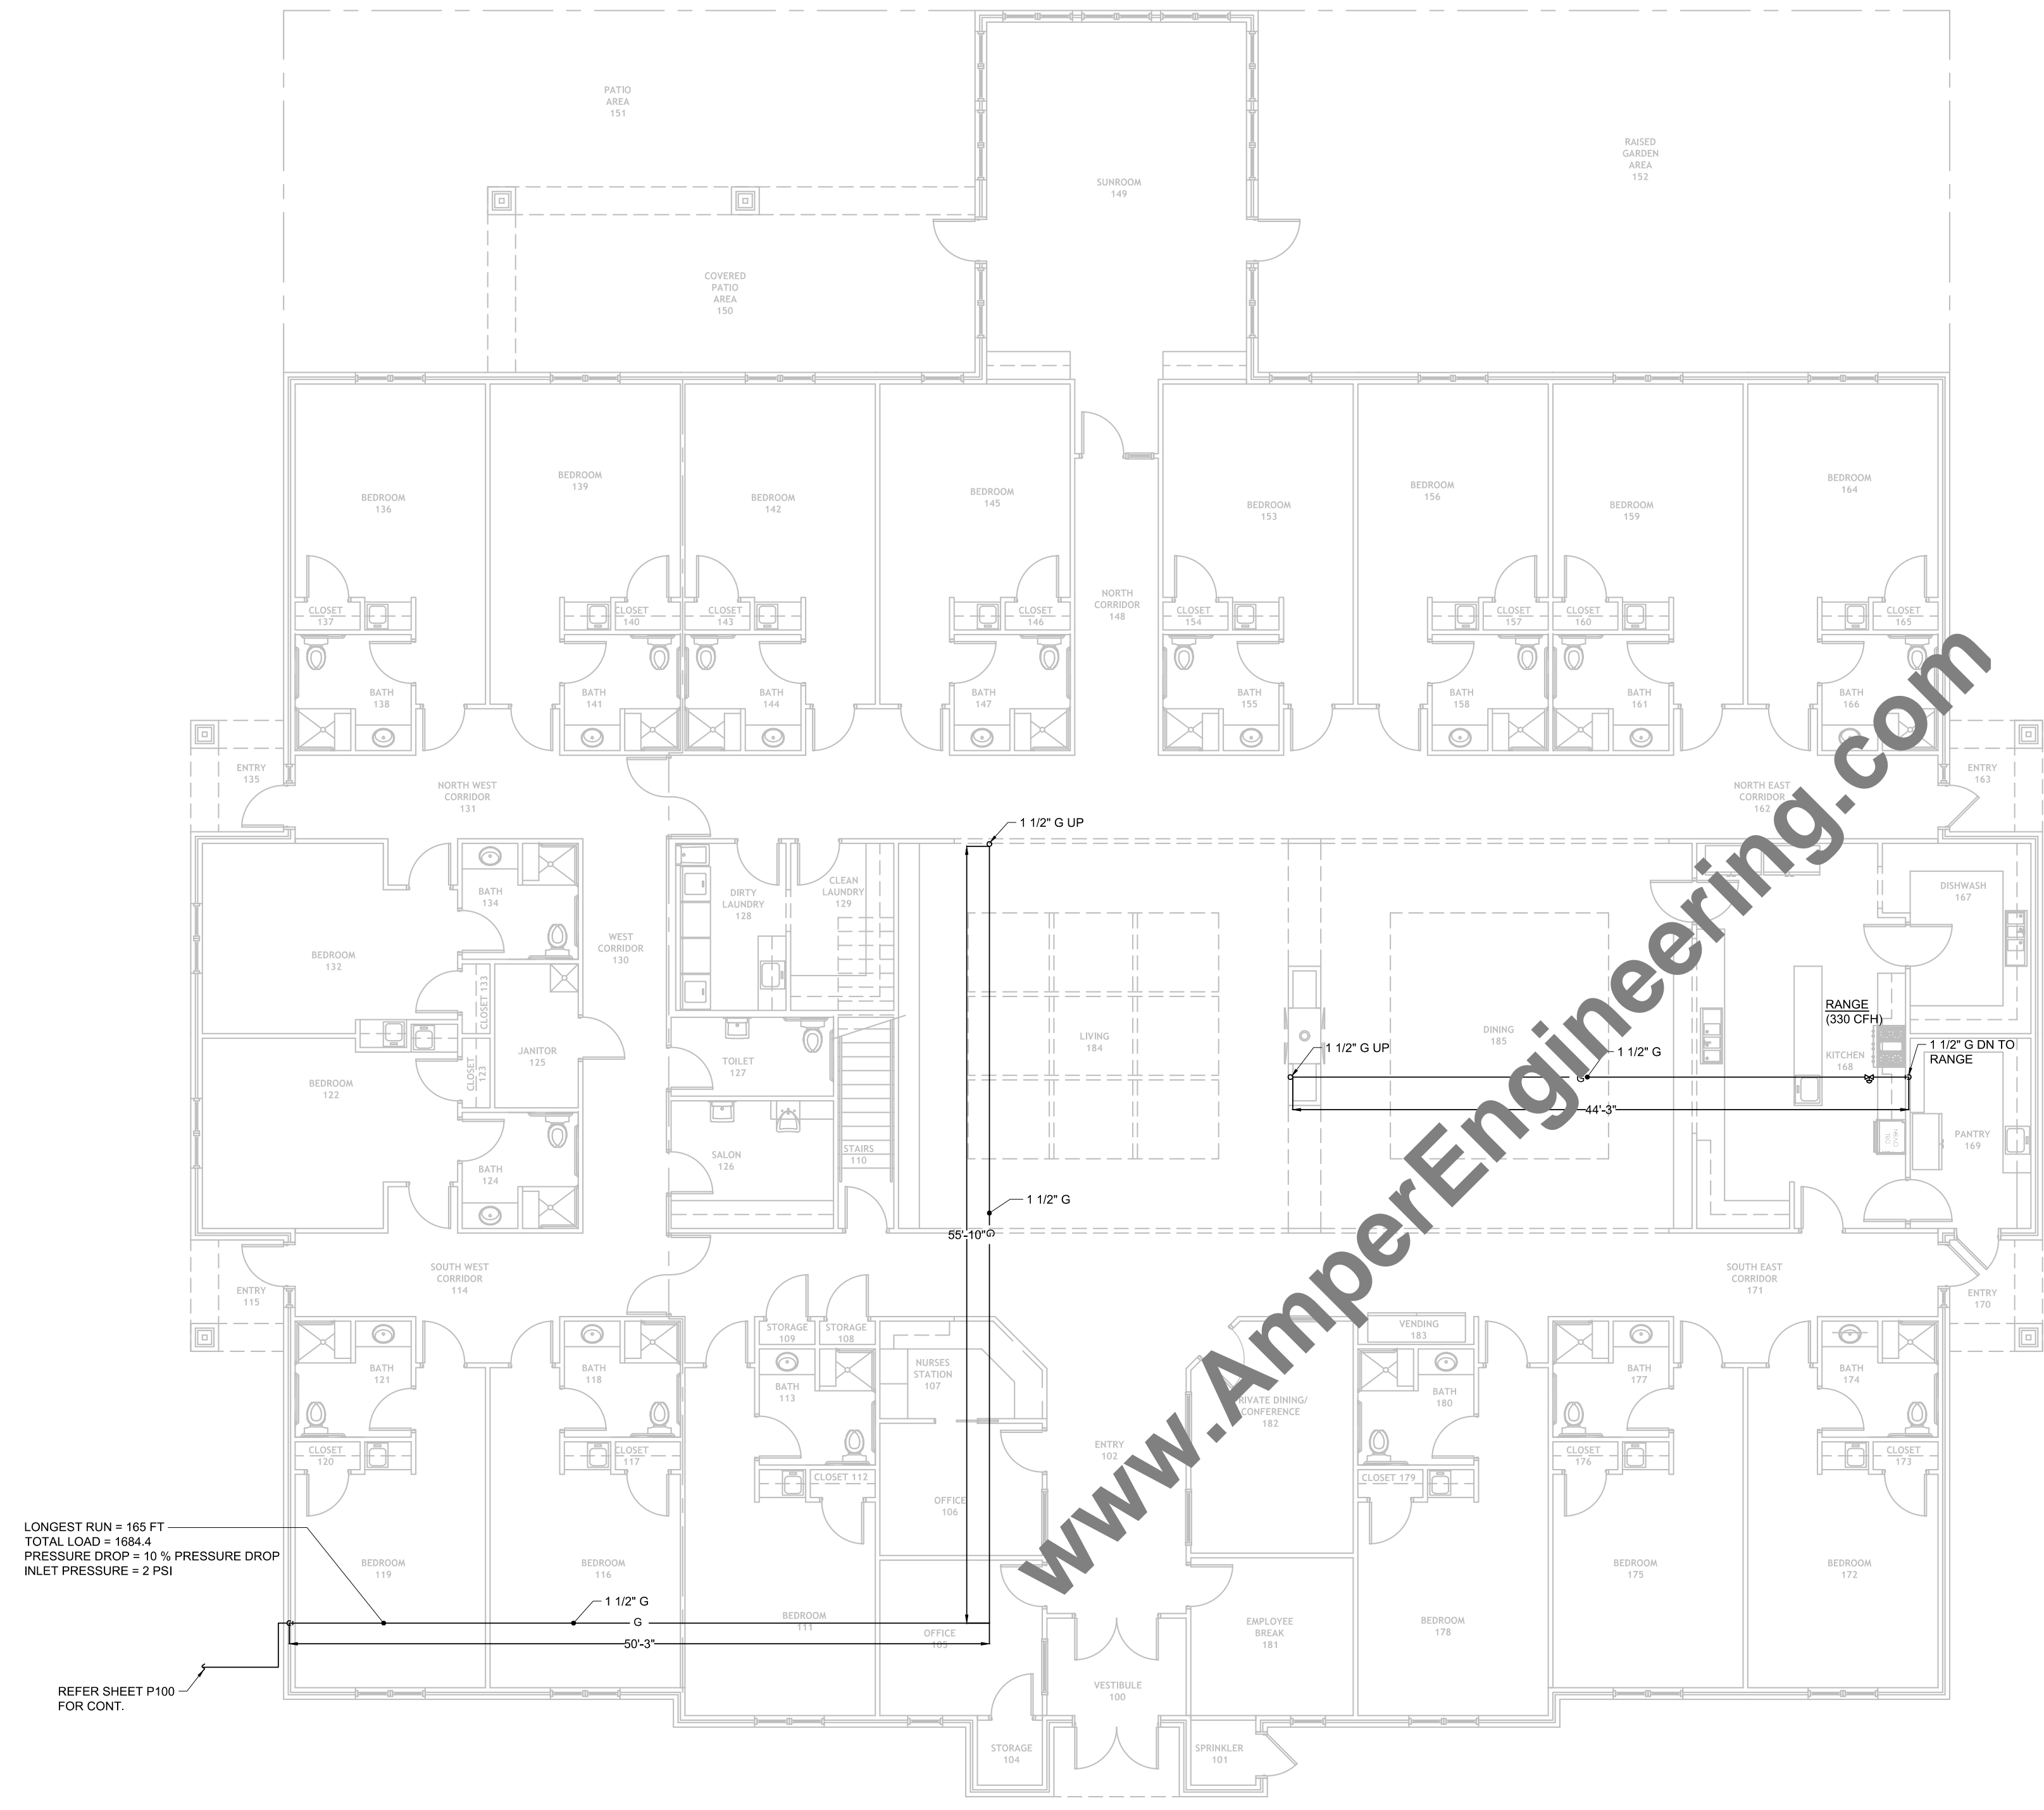 PATIO
AREA
151
RAISED
GARDEN
AREA
152
SUNROOM
149
COVERED
PATIO
AREA
150
BEDROOM
136
BEDROOM
139
BEDROOM
142
BEDROOM
145
BEDROOM
153
BEDROOM
156
BEDROOM
159
BEDROOM
164
CLOSET
137
CLOSET
140
CLOSET
143
CLOSET
146
NORTH
CORRIDOR
148
CLOSET
154
CLOSET
157
CLOSET
160
CLOSET
165
BATH
138
BATH
141
BATH
144
BATH
147
BATH
155
BATH
158
BATH
161
BATH
166
ENTRY
135
NORTH WEST
CORRIDOR
131
NORTH EAST
CORRIDOR
162
ENTRY
163
1 1/2" G UP
BATH
134
DIRTY
LAUNDRY
128
CLEAN
LAUNDRY
129
DISHWASH
167
BEDROOM
132
WEST
CORRIDOR
130
CLOSET 133
JANITOR
125
TOILET
127
LIVING
184
DINING
185
RANGE
(330 CFH)
KITCHEN
168
1 1/2" G UP
1 1/2" G
G
1 1/2" G DN TO
RANGE
44'-3"
BEDROOM
122
CLOSET
123
BATH
124
SALON
126
STAIRS
110
PANTRY
169
1 1/2" G
55'-10"
G
ENTRY
115
SOUTH WEST
CORRIDOR
114
SOUTH EAST
CORRIDOR
171
ENTRY
170
STORAGE
109
STORAGE
108
VENDING
183
BATH
121
BATH
118
BATH
113
NURSES
STATION
107
ENTRY
102
PRIVATE DINING/
CONFERENCE
182
BATH
180
BATH
177
BATH
174
CLOSET
120
CLOSET
117
CLOSET 112
CLOSET 179
CLOSET
176
CLOSET
173
OFFICE
106
LONGEST RUN = 165 FT
TOTAL LOAD = 1684.4
PRESSURE DROP = 10 % PRESSURE DROP
INLET PRESSURE = 2 PSI
BEDROOM
119
BEDROOM
116
BEDROOM
111
OFFICE
105
EMPLOYEE
BREAK
181
BEDROOM
178
BEDROOM
175
BEDROOM
172
1 1/2" G
G
50'-3"
REFER SHEET P100
FOR CONT.
VESTIBULE
100
STORAGE
104
SPRINKLER
101
www.AmperEngineering.com